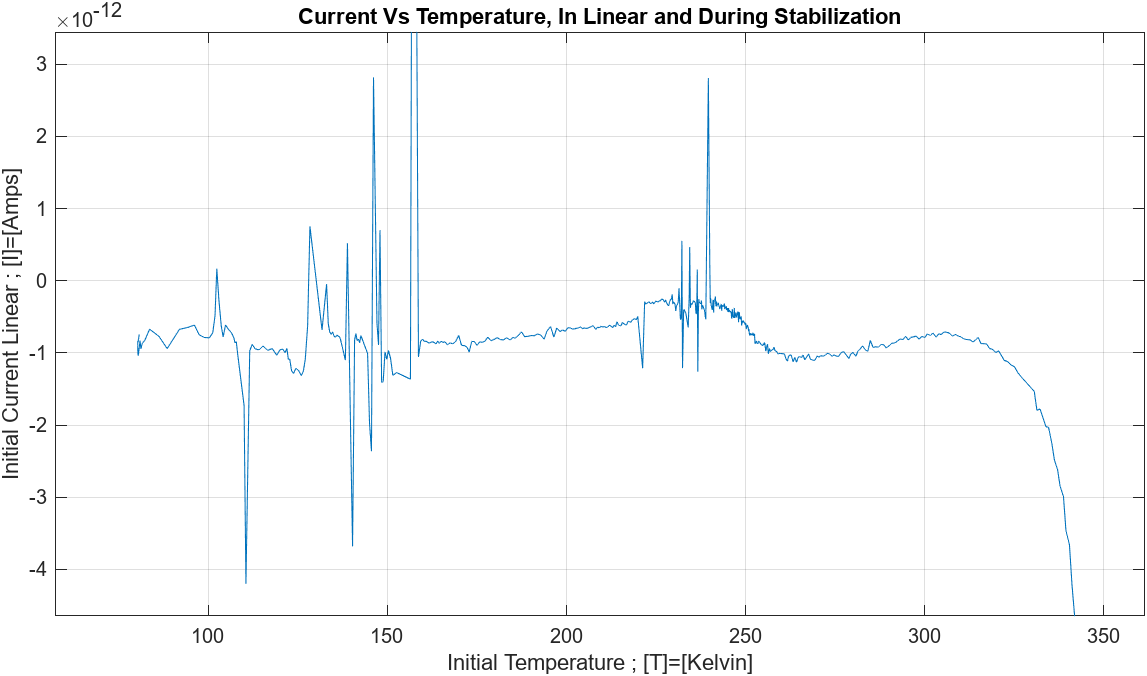 Current Vs Temperature, In Linear and During Stabilization
×10-12
3
2
1
0
-1
-2
-3
-4
Initial Current Linear ; [I]=[Amps]
100 150 200 250 300 350
Initial Temperature ; [T]=[Kelvin]